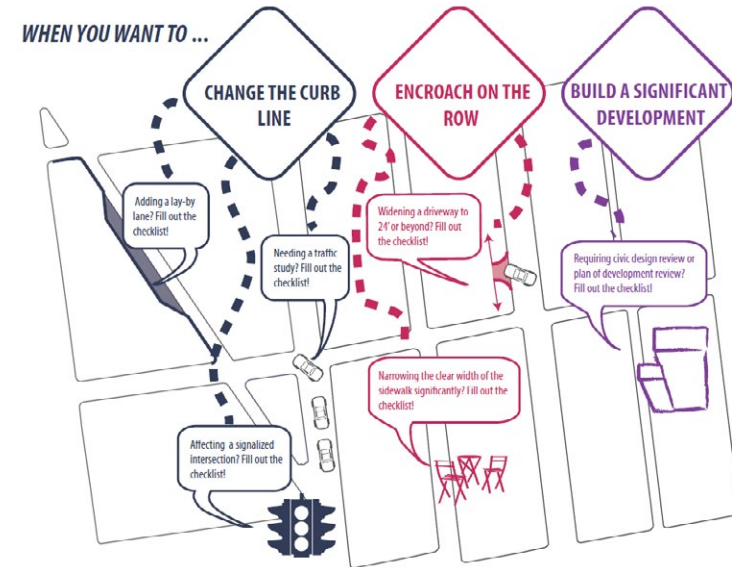 WHEN YOU WANT TO ...
CHANGE THE CURB
LINE
ENCROACH ON THE
ROW
BUILD A SIGNIFICANT
DEVELOPMENT
Adding a lay-by
lane? Fill out the
checklist!
Needing a traffic
study? Fill out the
checklist!
Affecting a signalized
intersection? Fill out the
checklist!
Widening a driveway to
24' or beyond? Fill out
the checklist!
Narrowing the clear width of the
sidewalk significantly? Fill out the
checklist!
Requiring civic design review or
plan of development review?
Fill out the checklist!